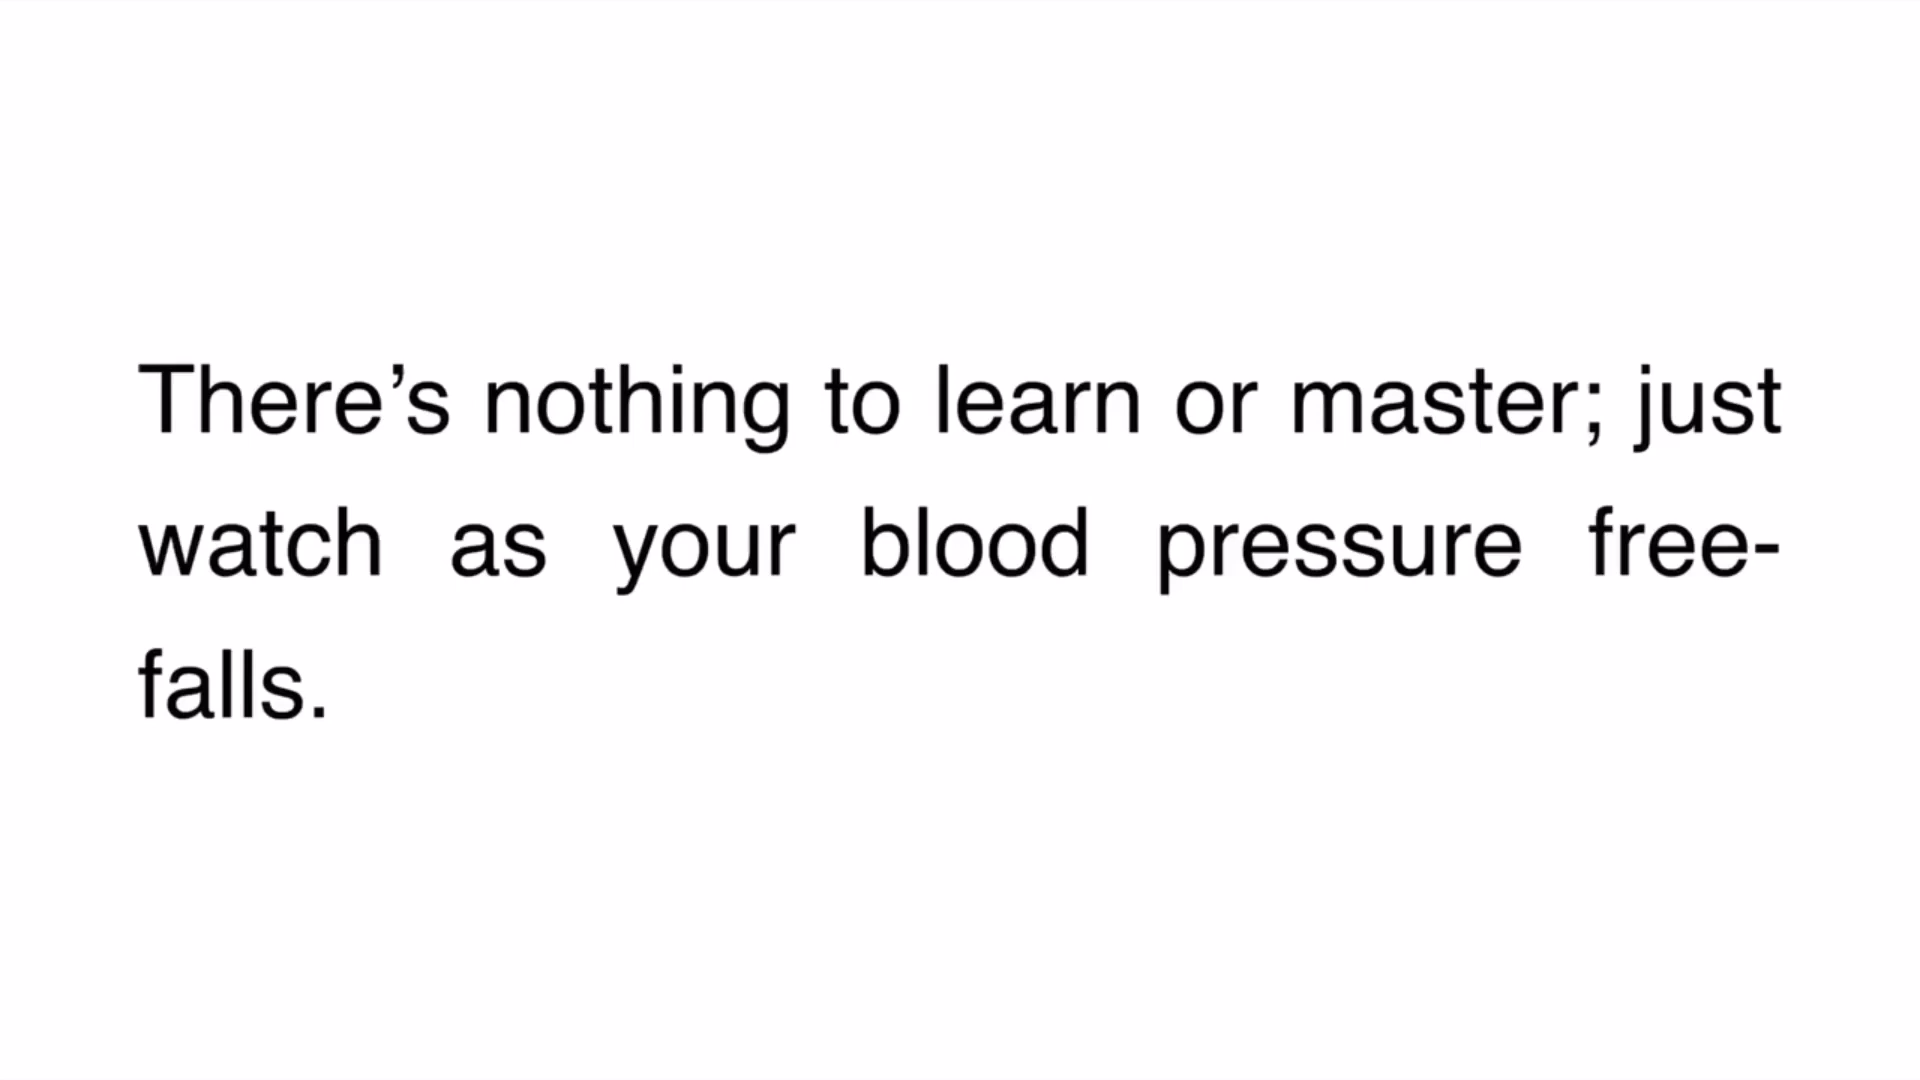 There’s nothing to learn or master; just
watch as your blood pressure free-
falls.